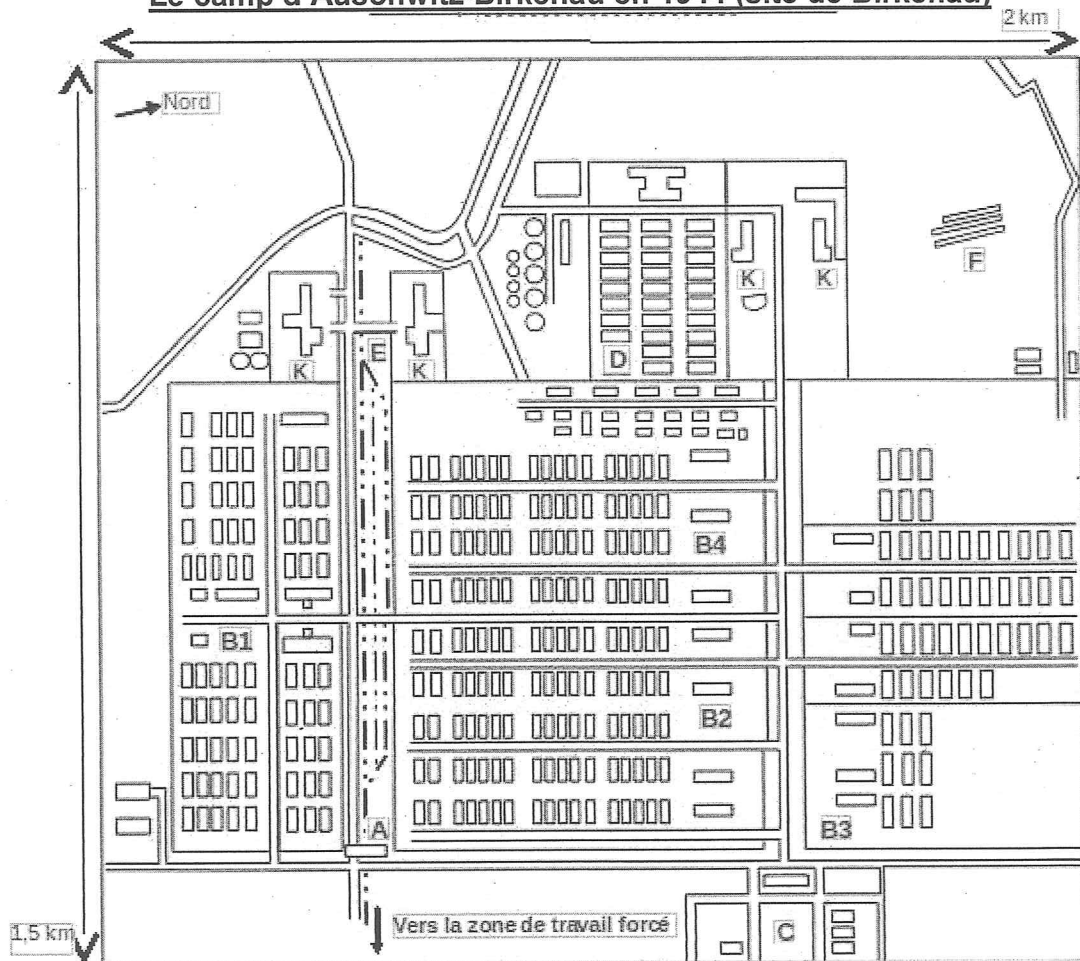 Le camp d'Auschwitz-Birkenau en 1944 (site de Birkenau)
2 km
Nord
K
K
F
K
E
K
D
B4
B1
B2
A
B3
Vers la zone de travail forcé
C
1,5 km